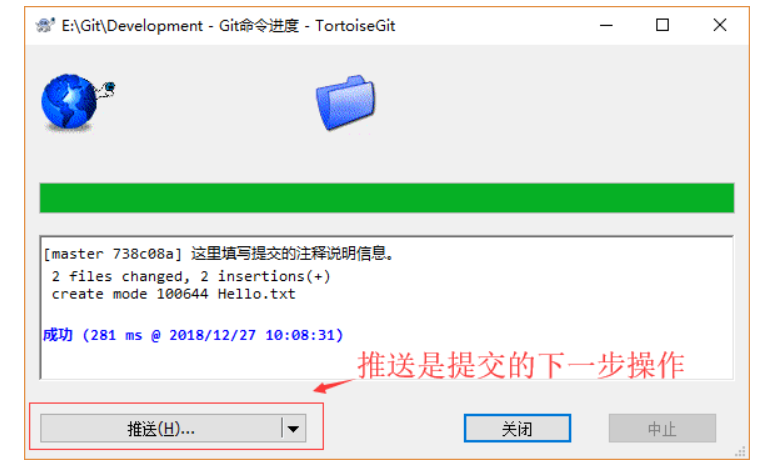 E:\Git\Development - Git命令进度 - TortoiseGit
[master 738c08a] 这里填写提交的注释说明信息。
2 files changed, 2 insertions(+)
create mode 100644 Hello.txt
成功 (281 ms @ 2018/12/27 10:08:31)
推送是提交的下一步操作
推送(H)...
关闭
中止